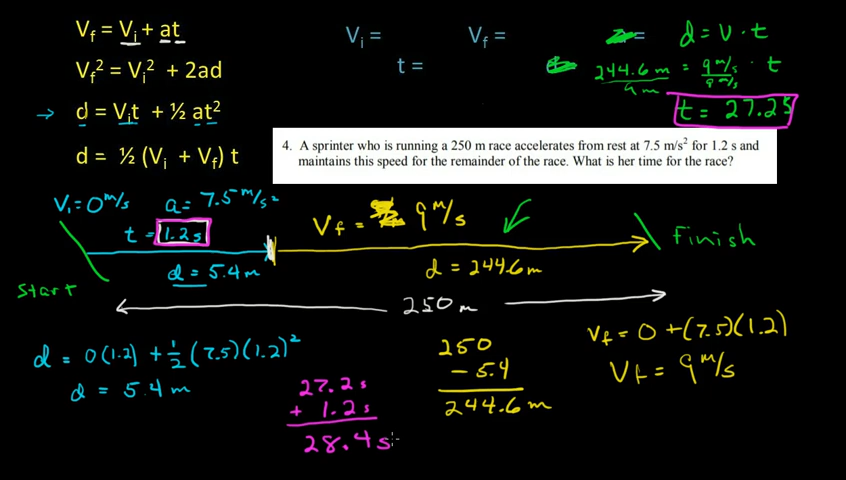 Vf = Vi + at
Vf² = Vi² + 2ad
→ d = Vit + ½ at²
d = ½ (Vi + Vf) t
Vi =
Vf =
t =
=
d = V · t
244.6 m = 9 m/s · t
9 m 9 m/s
t = 27.2s
4. A sprinter who is running a 250 m race accelerates from rest at 7.5 m/s² for 1.2 s and
maintains this speed for the remainder of the race. What is her time for the race?
Vi = 0 m/s a = 7.5 m/s²
t = 1.2s
d = 5.4 m
Start
Vf = 9 m/s
d = 244.6 m
Finish
250 m
d = 0(1.2) + ½ (7.5)(1.2)²
d = 5.4 m
27.2s
+ 1.2s
28.4s
250
- 5.4
244.6 m
Vf = 0 + (7.5)(1.2)
Vf = 9 m/s